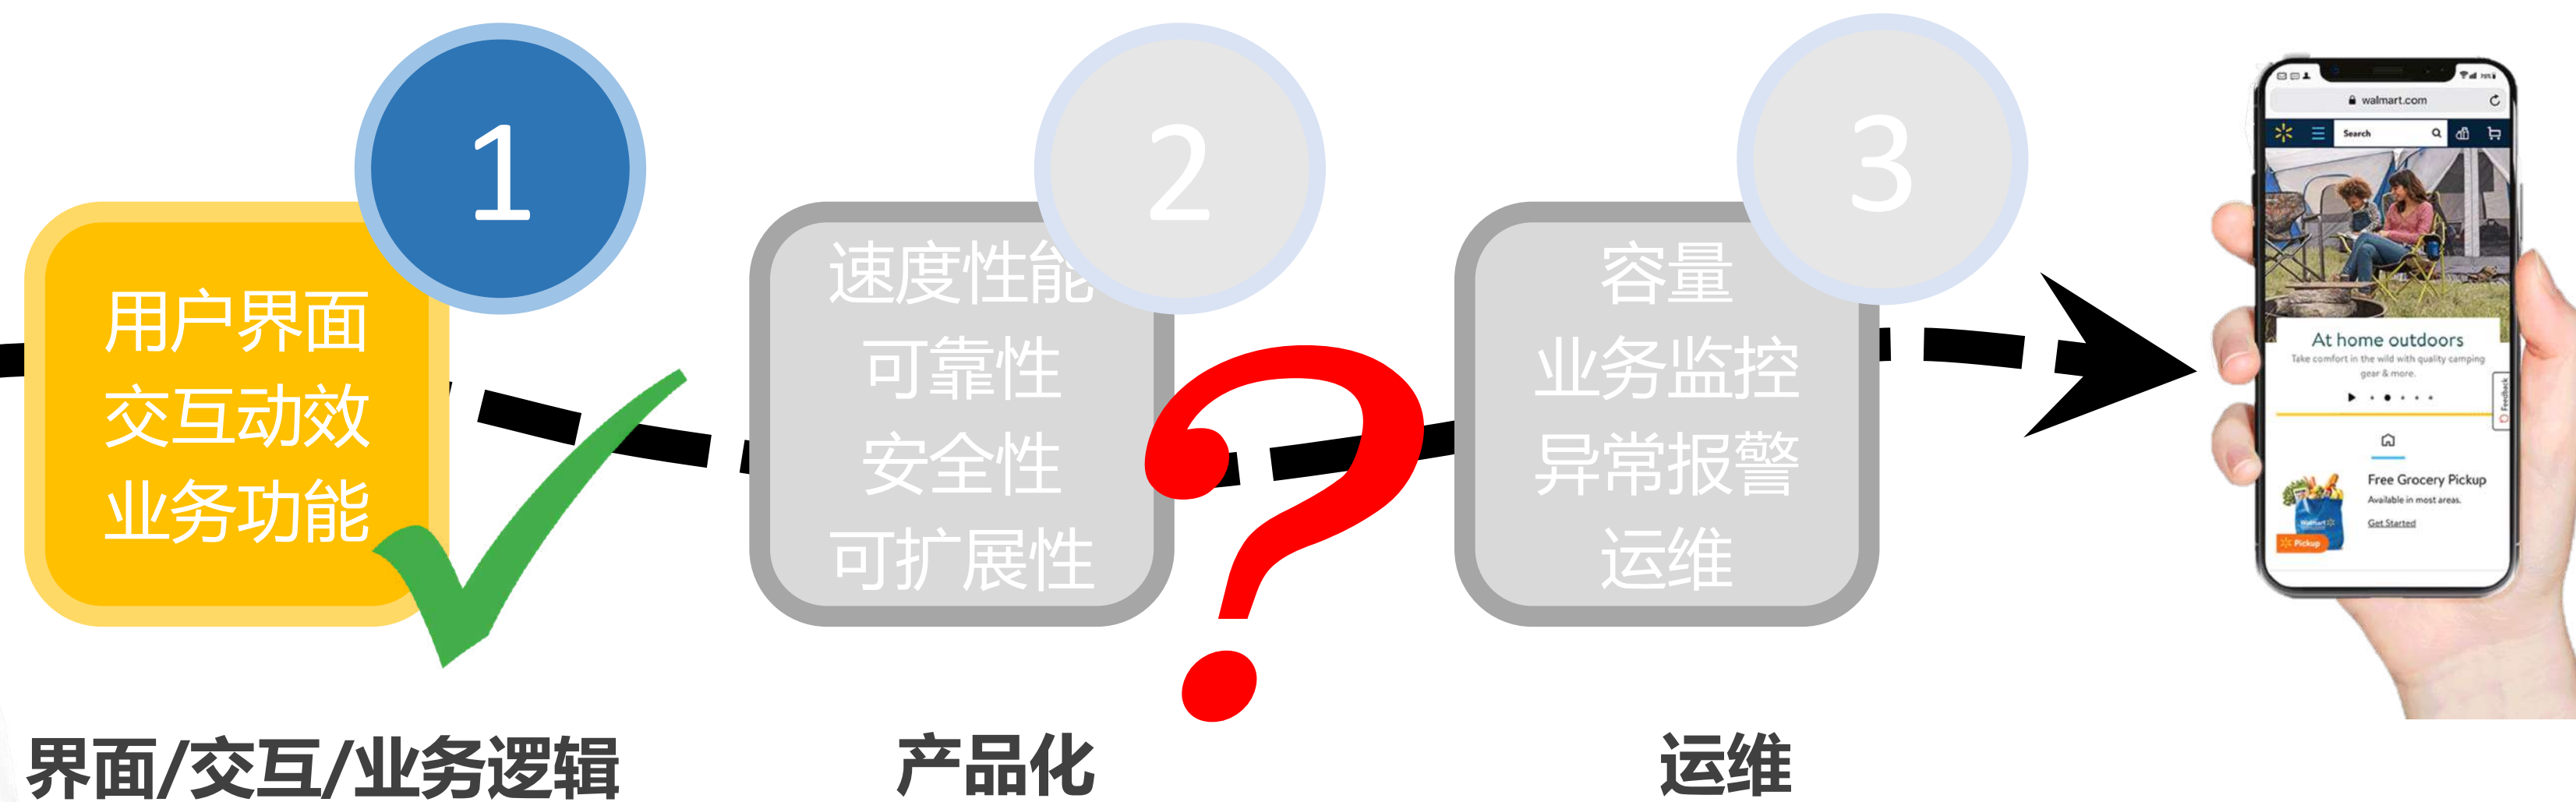 1
用户界面
交互动效
业务功能
界面/交互/业务逻辑
2
速度性能
可靠性
安全性
可扩展性
?
产品化
3
容量
业务监控
异常报警
运维
运维
walmart.com
Search
At home outdoors
Take comfort in the wild with quality camping
gear & more.
Feedback
Free Grocery Pickup
Available in most areas.
Get Started
Walmart
Pickup